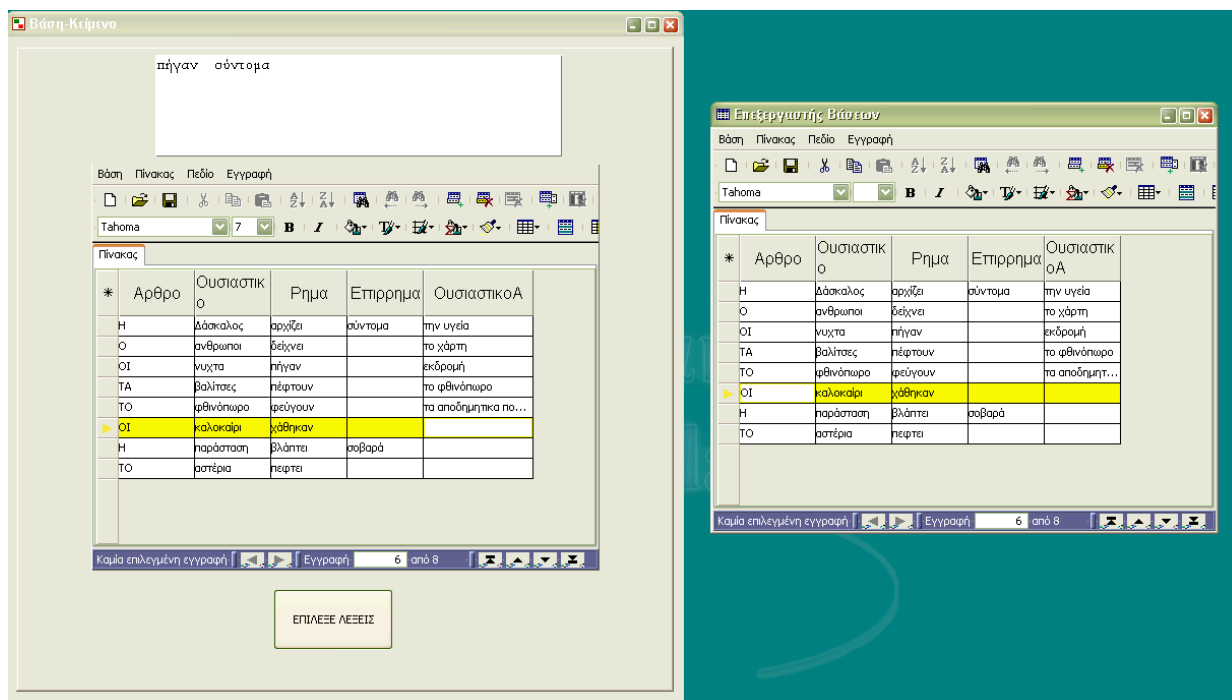 Βάση-Κείμενο
πήγαν σύντομα
Βάση Πίνακας Πεδίο Εγγραφή
Tahoma 7 B I
Πίνακας
Αρθρο Ουσιαστικ
ο Ρημα Επιρρημα ΟυσιαστικοΑ
Η Δάσκαλος αρχίζει σύντομα την υγεία
Ο ανθρωποι δείχνει το χάρτη
ΟΙ νυχτα πήγαν εκδρομή
ΤΑ βαλίτσες πέφτουν το φθινόπωρο
ΤΟ φθινόπωρο φεύγουν τα αποδημητικα πο...
ΟΙ καλοκαίρι χάθηκαν
Η παράσταση βλάπτει σοβαρά
ΤΟ αστέρια πεφτει
Καμία επιλεγμένη εγγραφή Εγγραφή 6 από 8
ΕΠΙΛΕΞΕ ΛΕΞΕΙΣ
Επεξεργαστής Βάσεων
Βάση Πίνακας Πεδίο Εγγραφή
Tahoma B I
Πίνακας
Αρθρο Ουσιαστικ
ο Ρημα Επιρρημα Ουσιαστικ
οΑ
Η Δάσκαλος αρχίζει σύντομα την υγεία
Ο ανθρωποι δείχνει το χάρτη
ΟΙ νυχτα πήγαν εκδρομή
ΤΑ βαλίτσες πέφτουν το φθινόπωρο
ΤΟ φθινόπωρο φεύγουν τα αποδημητ...
ΟΙ καλοκαίρι χάθηκαν
Η παράσταση βλάπτει σοβαρά
ΤΟ αστέρια πεφτει
Καμία επιλεγμένη εγγραφή Εγγραφή 6 από 8